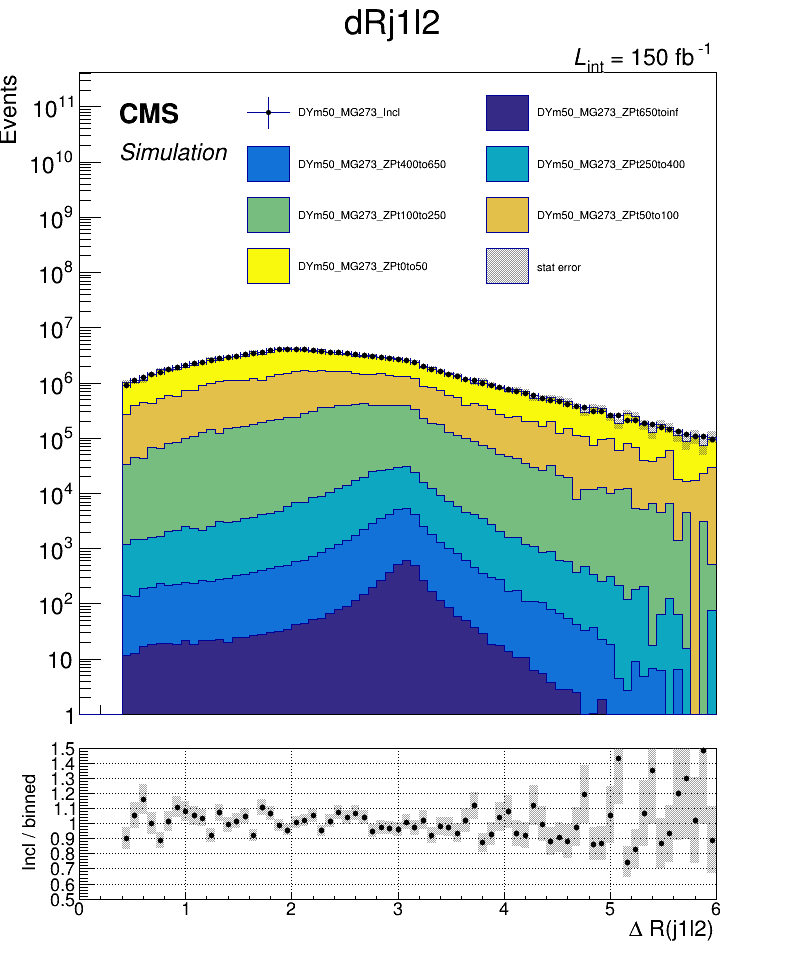 dRj1l2
L_int = 150 fb^-1
Events
CMS
Simulation
DYm50_MG273_Incl
DYm50_MG273_ZPt650toinf
DYm50_MG273_ZPt400to650
DYm50_MG273_ZPt250to400
DYm50_MG273_ZPt100to250
DYm50_MG273_ZPt50to100
DYm50_MG273_ZPt0to50
stat error
10^11
10^10
10^9
10^8
10^7
10^6
10^5
10^4
10^3
10^2
10
1
Incl / binned
1.5
1.4
1.3
1.2
1.1
1
0.9
0.8
0.7
0.6
0.5
0 1 2 3 4 5 6
Δ R(j1l2)